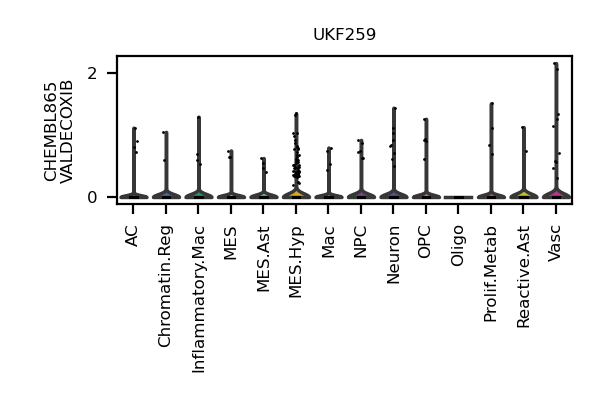 UKF259
CHEMBL865
VALDECOXIB
2
0
AC
Chromatin.Reg
Inflammatory.Mac
MES
MES.Ast
MES.Hyp
Mac
NPC
Neuron
OPC
Oligo
Prolif.Metab
Reactive.Ast
Vasc